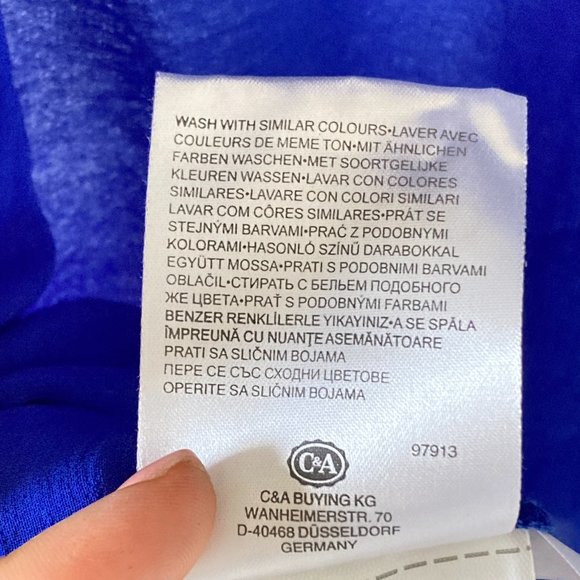 WASH WITH SIMILAR COLOURS•LAVER AVEC
COULEURS DE MEME TON•MIT ÄHNLICHEN
FARBEN WASCHEN•MET SOORTGELIJKE
KLEUREN WASSEN•LAVAR CON COLORES
SIMILARES•LAVARE CON COLORI SIMILARI
LAVAR COM CÔRES SIMILARES•PRÁT SE
STEJNÝMI BARVAMI•PRAĆ Z PODOBNYMI
KOLORAMI•HASONLÓ SZÍNŰ DARABOKKAL
EGYÜTT MOSSA•PRATI S PODOBNIMI BARVAMI
OBLAČIL•СТИРАТЬ С БЕЛЬЕМ ПОДОБНОГО
ЖЕ ЦВЕТА•PRAŤ S PODOBNÝMI FARBAMI
BENZER RENKLİLERLE YIKAYINIZ•A SE SPĂLA
ÎMPREUNĂ CU NUANŢE ASEMĂNĂTOARE
PRATI SA SLIČNIM BOJAMA
ПЕРЕ СЕ СЪС СХОДНИ ЦВЕТОВЕ
OPERITE SA SLIČNIM BOJAMA
C&A
97913
C&A BUYING KG
WANHEIMERSTR. 70
D-40468 DÜSSELDORF
GERMANY